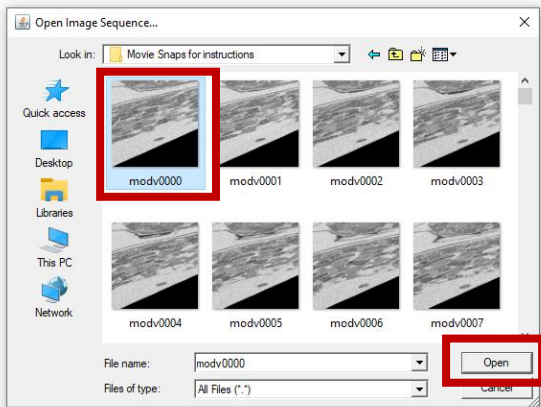 Open Image Sequence...
Look in:
Movie Snaps for instructions
Quick access
Desktop
Libraries
This PC
Network
modv0000
modv0001
modv0002
modv0003
modv0004
modv0005
modv0006
modv0007
File name:
modv0000
Open
Files of type:
All Files (*.*)
Cancel